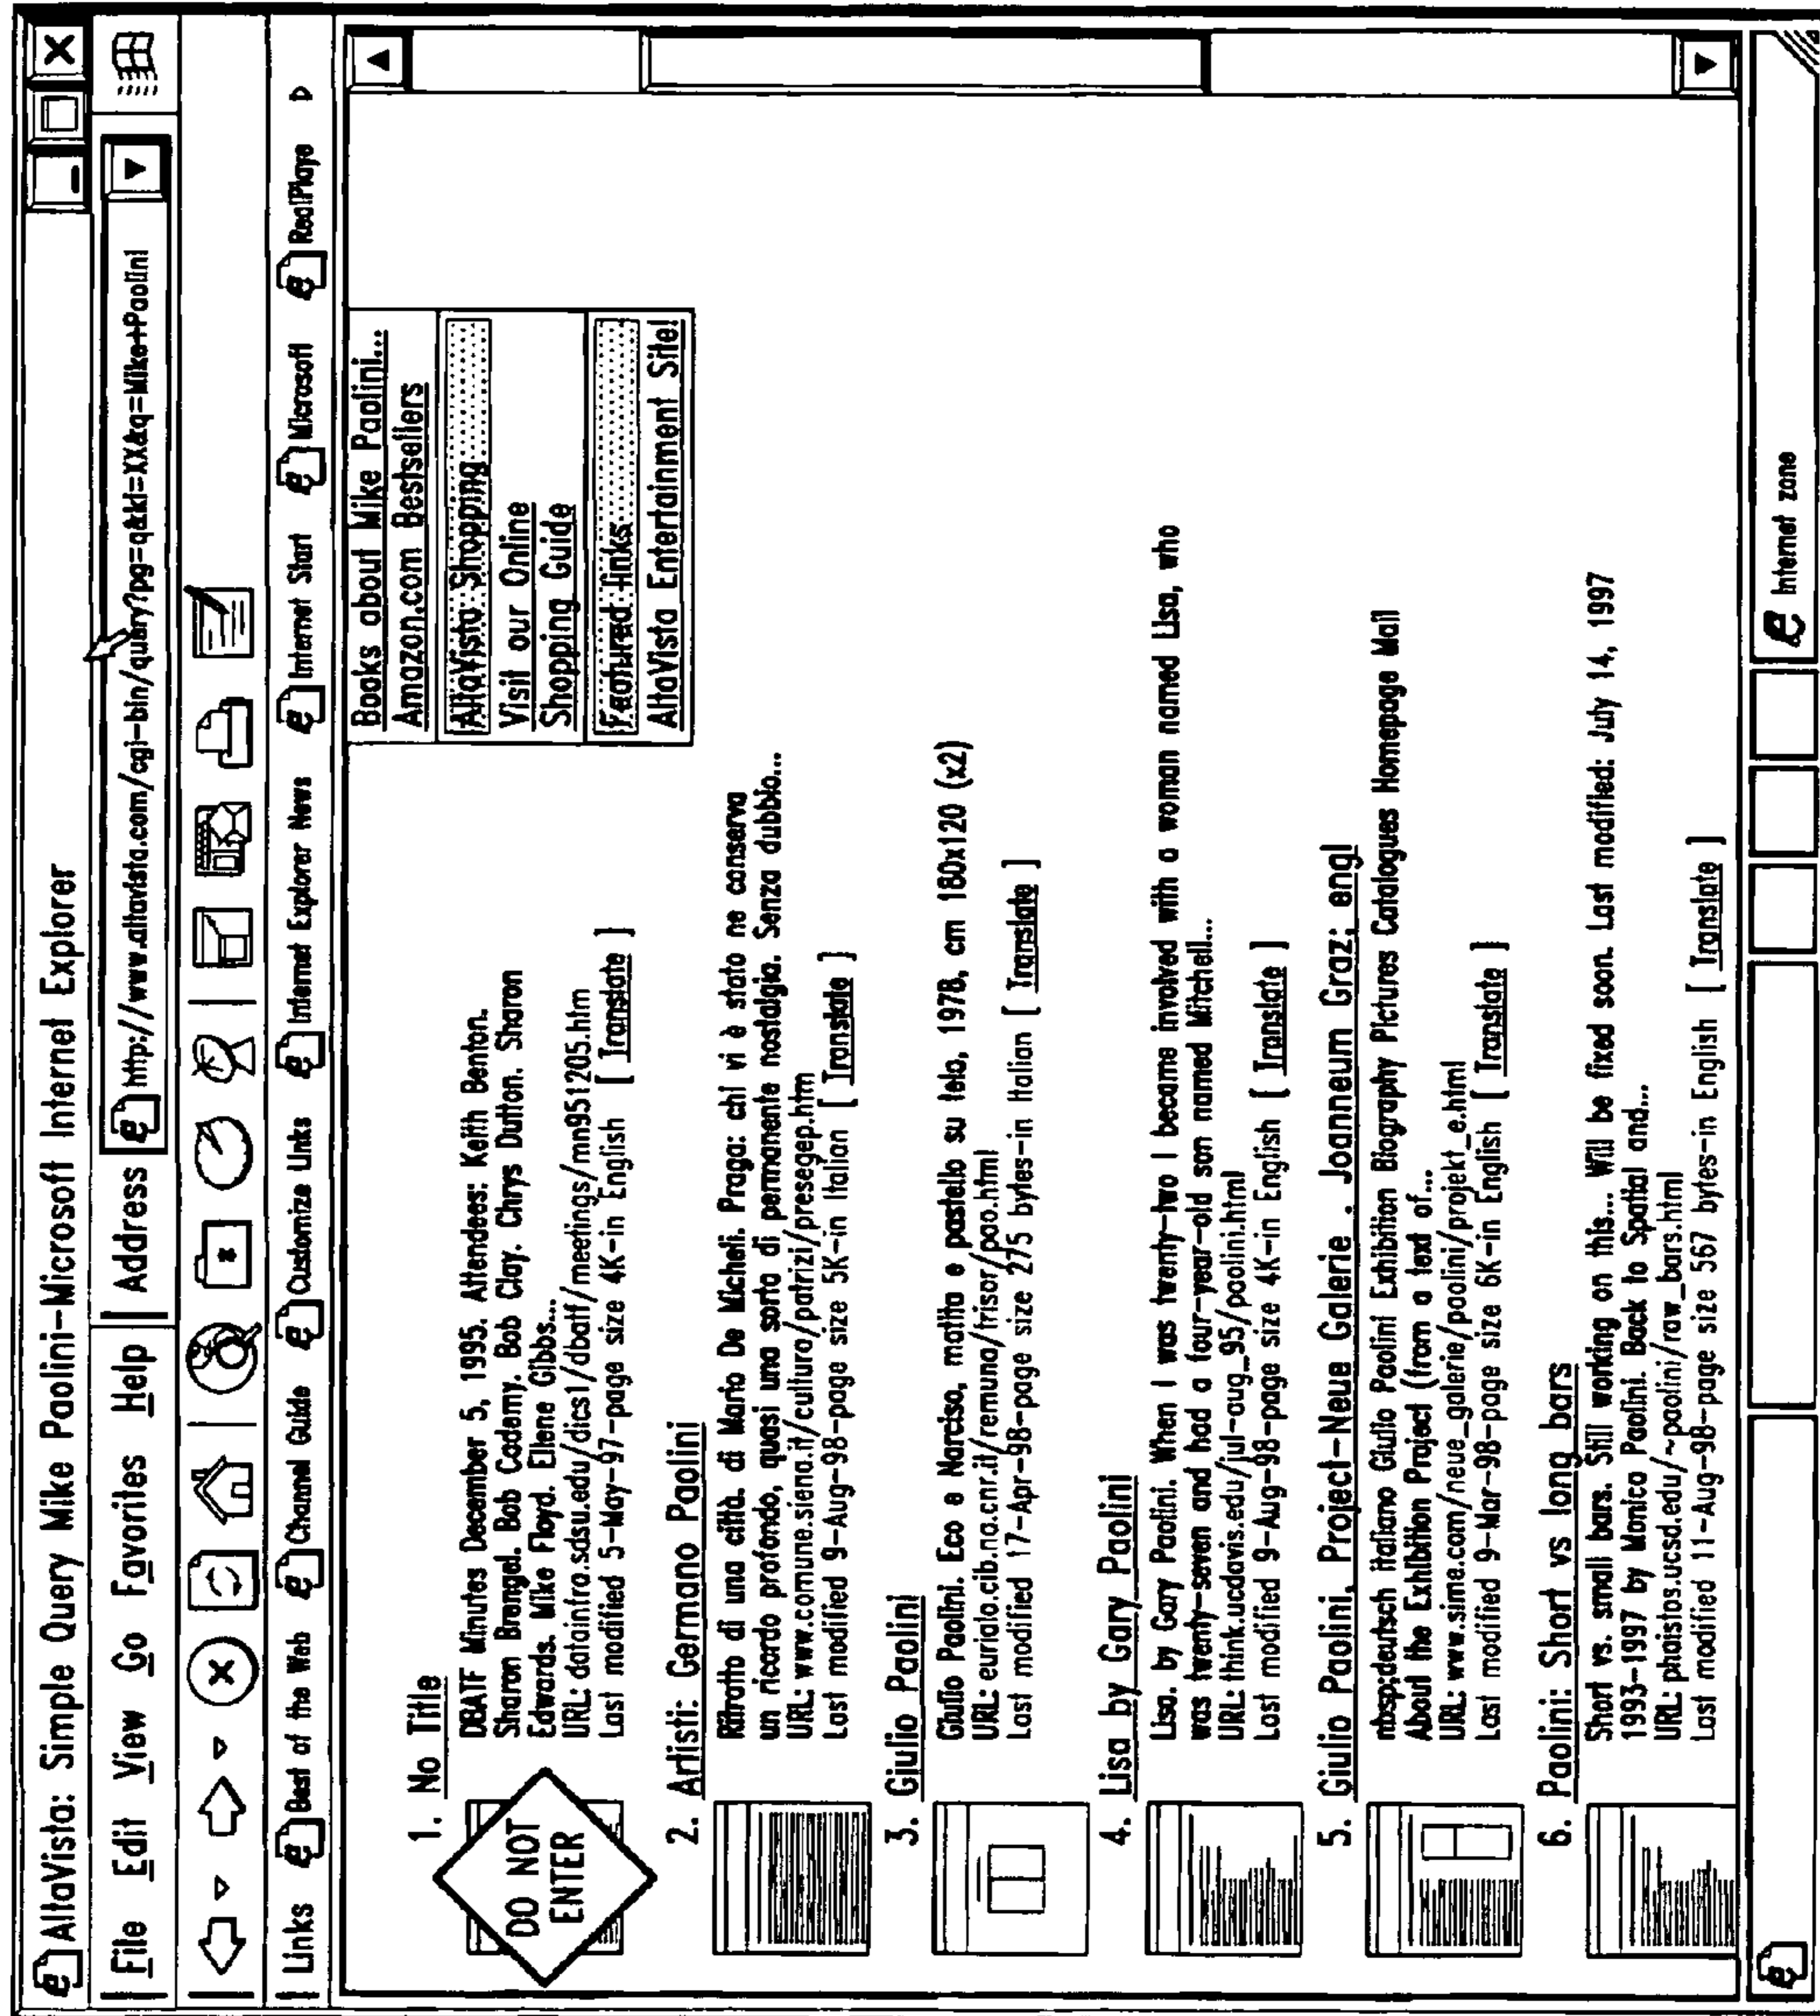 AltaVista: Simple Query Mike Paolini-Microsoft Internet Explorer
File Edit View Go Favorites Help Address http://www.altavista.com/cgi-bin/query?pg=q&kl=XX&q=Mike+Paolini
Links Best of the Web Channel Guide Customize Links Internet Explorer News Internet Start Microsoft RealPlaye
Books about Mike Paolini...
Amazon.com Bestsellers
AltaVista Shopping
Visit our Online
Shopping Guide
Featured links
AltaVista Entertainment Site!
1. No Title
DO NOT
ENTER
DBATF Minutes December 5, 1995. Attendees: Keith Benton.
Sharon Brengel. Bob Cademy. Bob Clay. Chrys Dutton. Sharon
Edwards. Mike Floyd. Ellene Gibbs...
URL: datainfra.sdsu.edu/dics1/dbatf/meetings/mn951205.htm
Last modified 5-May-97-page size 4K-in English [ Translate ]
2. Artisti: Germano Paolini
Ritratto di una città. di Mario De Micheli. Praga: chi vi è stato ne conserva
un ricardo profondo, quasi una sorta di permanente nostalgia. Senza dubbio...
URL: www.comune.siena.it/cultura/patrizi/presegep.htm
Last modified 9-Aug-98-page size 5K-in Italian [ Translate ]
3. Giulio Paolini
Giulio Paolini. Eco e Narciso, matita e pastello su tela, 1978, cm 180x120 (x2)
URL: eurialo.cib.na.cnr.it/remuna/frisor/pao.html
Last modified 17-Apr-98-page size 275 bytes-in Italian [ Translate ]
4. Lisa by Gary Paolini
Lisa. by Gary Paolini. When I was twenty-two I became involved with a woman named Lisa, who
was twenty-seven and had a four-year-old son named Mitchell...
URL: think.ucdavis.edu/jul-aug_95/paolini.html
Last modified 9-Aug-98-page size 4K-in English [ Translate ]
5. Giulio Paolini, Project-Neue Galerie . Joanneum Graz; engl
nbsp;deutsch italiano Giulio Paolini Exhibition Biography Pictures Catalogues Homepage Mail
About the Exhibition Project (from a text of...
URL: www.sime.com/neue_galerie/paolini/projekt_e.html
Last modified 9-Mar-98-page size 6K-in English [ Translate ]
6. Paolini: Short vs long bars
Short vs. small bars. Still working on this... Will be fixed soon. Last modified: July 14, 1997
1993-1997 by Monica Paolini. Back to Spatial and...
URL: phaistos.ucsd.edu/~paolini/raw_bars.html
Last modified 11-Aug-98-page size 567 bytes-in English [ Translate ]
Internet zone